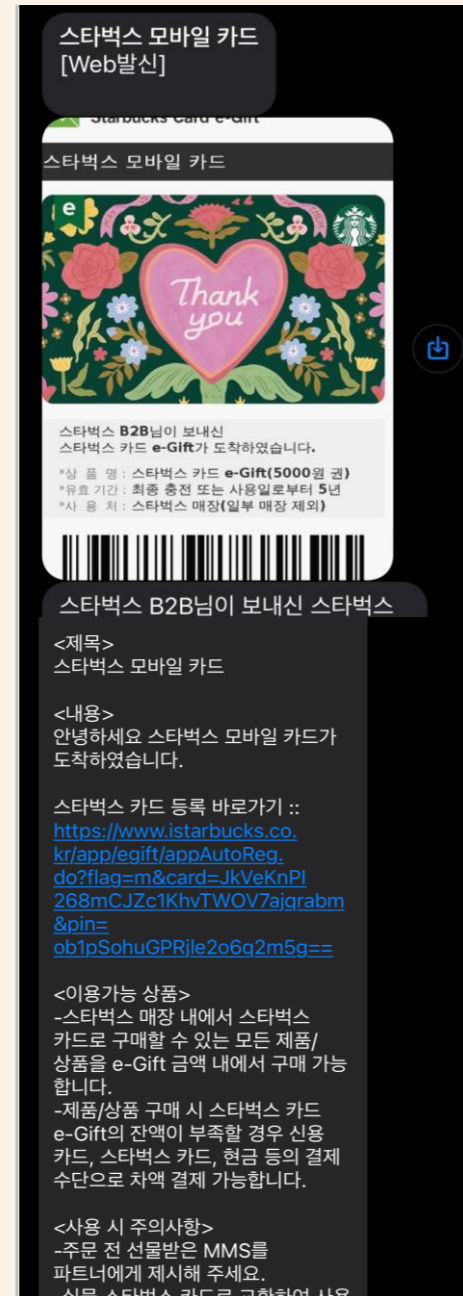 스타벅스 모바일 카드
[Web발신]
Starbucks Card e-Gift
스타벅스 모바일 카드
e
Thank
you
스타벅스 B2B님이 보내신
스타벅스 카드 e-Gift가 도착하였습니다.
*상 품 명 : 스타벅스 카드 e-Gift(5000원 권)
*유효 기간 : 최종 충전 또는 사용일로부터 5년
*사 용 처 : 스타벅스 매장(일부 매장 제외)
스타벅스 B2B님이 보내신 스타벅스
<제목>
스타벅스 모바일 카드
<내용>
안녕하세요 스타벅스 모바일 카드가
도착하였습니다.
스타벅스 카드 등록 바로가기 ::
https://www.istarbucks.co.
kr/app/egift/appAutoReg.
do?flag=m&card=JkVeKnPI
268mCJZc1KhvTWOV7ajqrabm
&pin=
ob1pSohuGPRjle2o6q2m5g==
<이용가능 상품>
-스타벅스 매장 내에서 스타벅스
카드로 구매할 수 있는 모든 제품/
상품을 e-Gift 금액 내에서 구매 가능
합니다.
-제품/상품 구매 시 스타벅스 카드
e-Gift의 잔액이 부족할 경우 신용
카드, 스타벅스 카드, 현금 등의 결제
수단으로 차액 결제 가능합니다.
<사용 시 주의사항>
-주문 전 선물받은 MMS를
파트너에게 제시해 주세요.
-실물 스타벅스 카드로 교환하여 사용